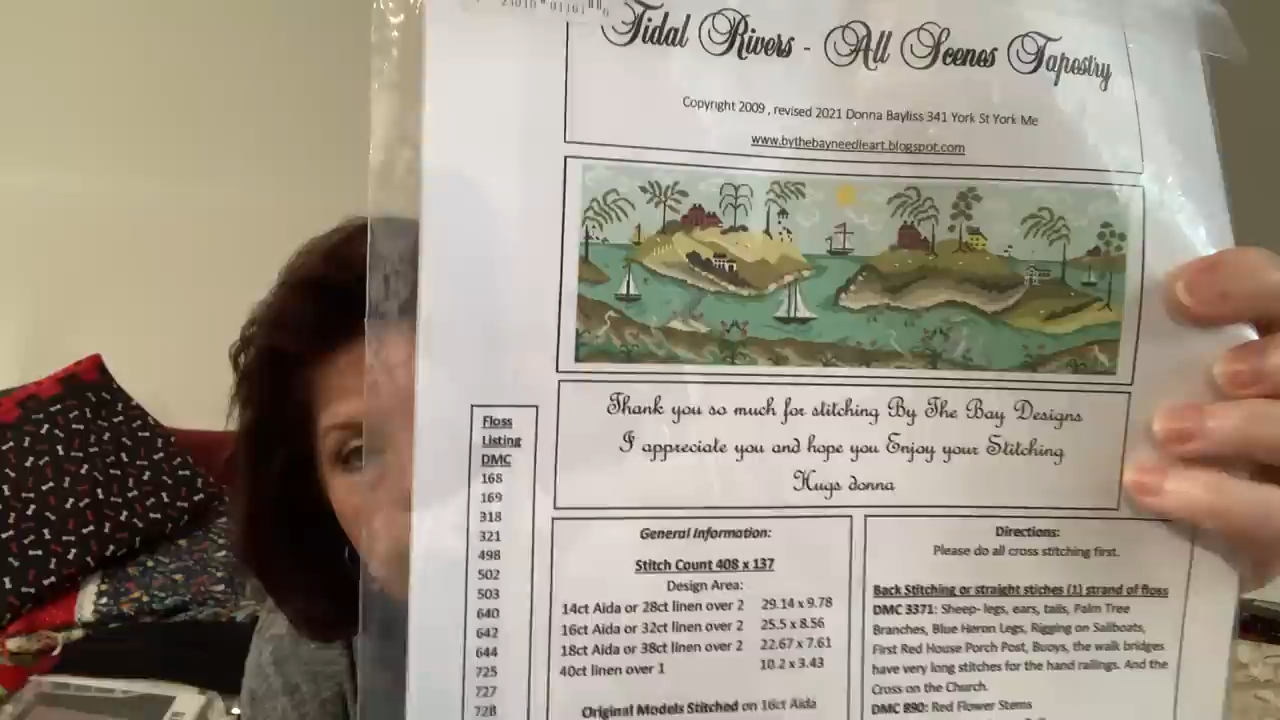 Tidal Rivers - All Scenes Tapestry
Copyright 2009 , revised 2021 Donna Bayliss 341 York St York Me
www.bythebayneedleart.blogspot.com
Thank you so much for stitching By The Bay Designs
I appreciate you and hope you Enjoy your Stitching
Hugs donna
Floss
Listing
DMC
168
169
318
321
498
502
503
640
642
644
725
727
728
General Information:
Stitch Count 408 x 137
Design Area:
14ct Aida or 28ct linen over 2 29.14 x 9.78
16ct Aida or 32ct linen over 2 25.5 x 8.56
18ct Aida or 38ct linen over 2 22.67 x 7.61
40ct linen over 1 10.2 x 3.43
Original Models Stitched on 16ct Aida
Directions:
Please do all cross stitching first.
Back Stitching or straight stiches (1) strand of floss
DMC 3371: Sheep- legs, ears, tails, Palm Tree
Branches, Blue Heron Legs, Rigging on Sailboats,
First Red House Porch Post, Buoys, the walk bridges
have very long stitches for the hand railings. And the
Cross on the Church.
DMC 890: Red Flower Stems